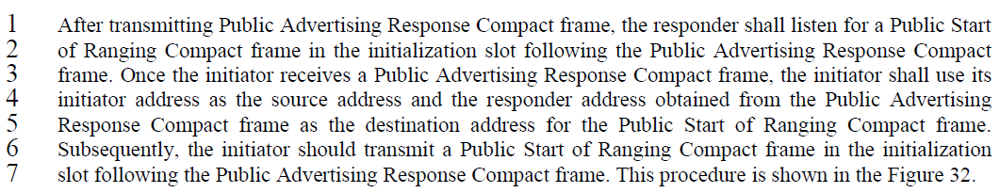 1 After transmitting Public Advertising Response Compact frame, the responder shall listen for a Public Start
2 of Ranging Compact frame in the initialization slot following the Public Advertising Response Compact
3 frame. Once the initiator receives a Public Advertising Response Compact frame, the initiator shall use its
4 initiator address as the source address and the responder address obtained from the Public Advertising
5 Response Compact frame as the destination address for the Public Start of Ranging Compact frame.
6 Subsequently, the initiator should transmit a Public Start of Ranging Compact frame in the initialization
7 slot following the Public Advertising Response Compact frame. This procedure is shown in the Figure 32.